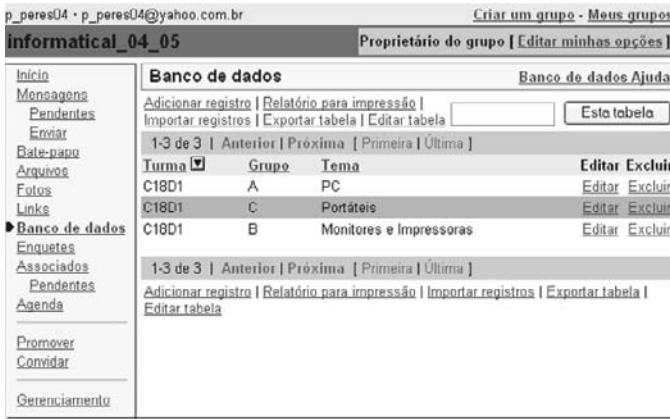 p_peres04 · p_peres04@yahoo.com.br
Criar um grupo - Meus grupos
informatical_04_05
Proprietário do grupo [ Editar minhas opções ]
Início
Mensagens
Pendentes
Enviar
Bate-papo
Arquivos
Fotos
Links
Banco de dados
Enquetes
Associados
Pendentes
Agenda
Promover
Convidar
Gerenciamento
Banco de dados
Banco de dados Ajuda
Adicionar registro | Relatório para impressão |
Importar registros | Exportar tabela | Editar tabela
Esta tabela
1-3 de 3 | Anterior | Próxima [ Primeira | Última ]
Turma Grupo Tema Editar Excluir
C18D1 A PC Editar Excluir
C18D1 C Portáteis Editar Excluir
C18D1 B Monitores e Impressoras Editar Excluir
1-3 de 3 | Anterior | Próxima [ Primeira | Última ]
Adicionar registro | Relatório para impressão | Importar registros | Exportar tabela |
Editar tabela